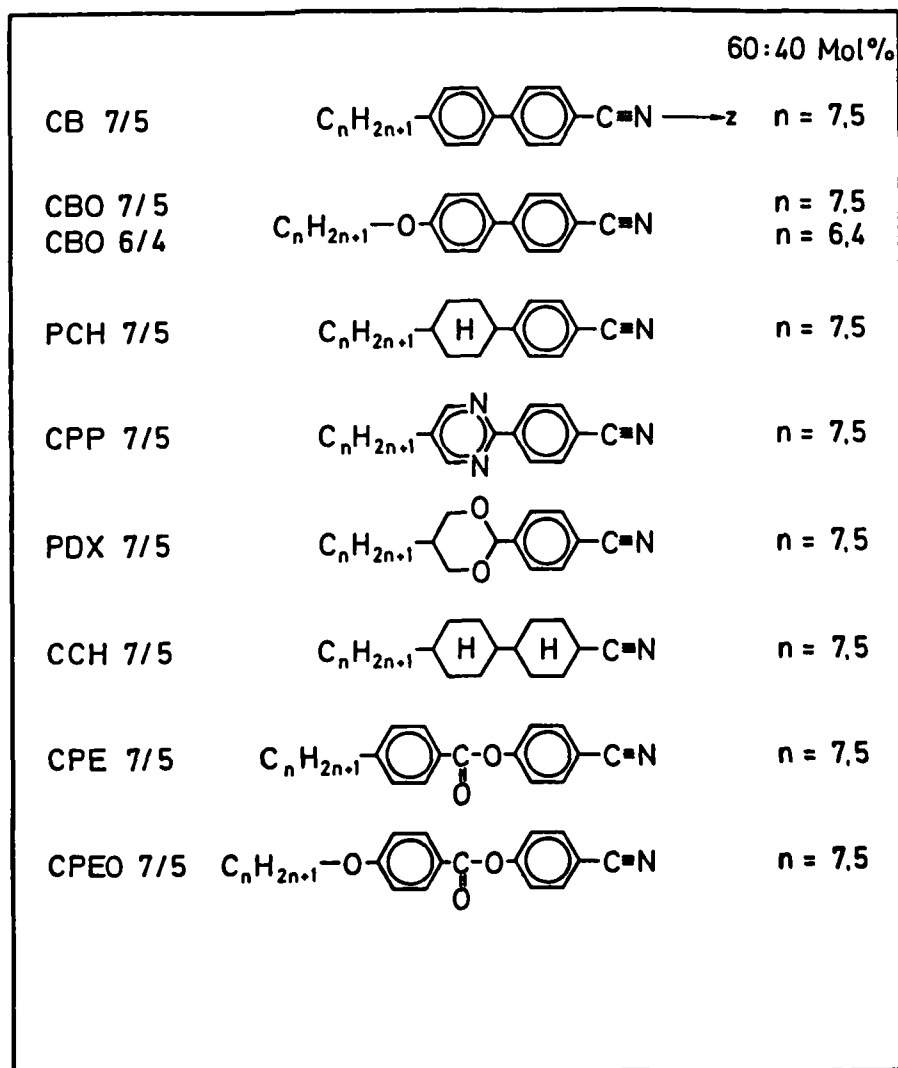 60:40 Mol%
CB 7/5 CnH2n+1 C≡N z n = 7,5
CBO 7/5 n = 7,5
CnH2n+1 O C≡N
CBO 6/4 n = 6,4
PCH 7/5 CnH2n+1 H C≡N n = 7,5
N
CPP 7/5 CnH2n+1 C≡N n = 7,5
N
O
PDX 7/5 CnH2n+1 C≡N n = 7,5
O
CCH 7/5 CnH2n+1 H H C≡N n = 7,5
CPE 7/5 CnH2n+1 C O C≡N n = 7,5
O
CPEO 7/5 CnH2n+1 O C O C≡N n = 7,5
O